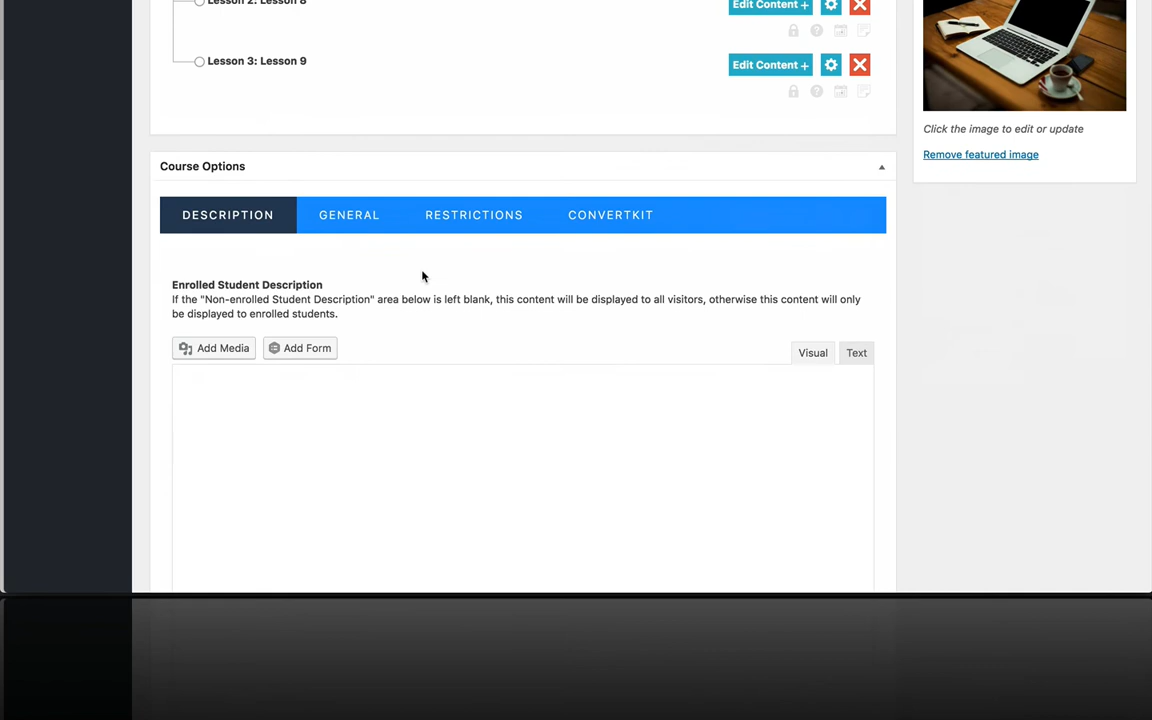 Lesson 2: Lesson 8
Edit Content +
Lesson 3: Lesson 9
Edit Content +
Click the image to edit or update
Remove featured image
Course Options
DESCRIPTION GENERAL RESTRICTIONS CONVERTKIT
Enrolled Student Description
If the "Non-enrolled Student Description" area below is left blank, this content will be displayed to all visitors, otherwise this content will only
be displayed to enrolled students.
Add Media Add Form
Visual Text